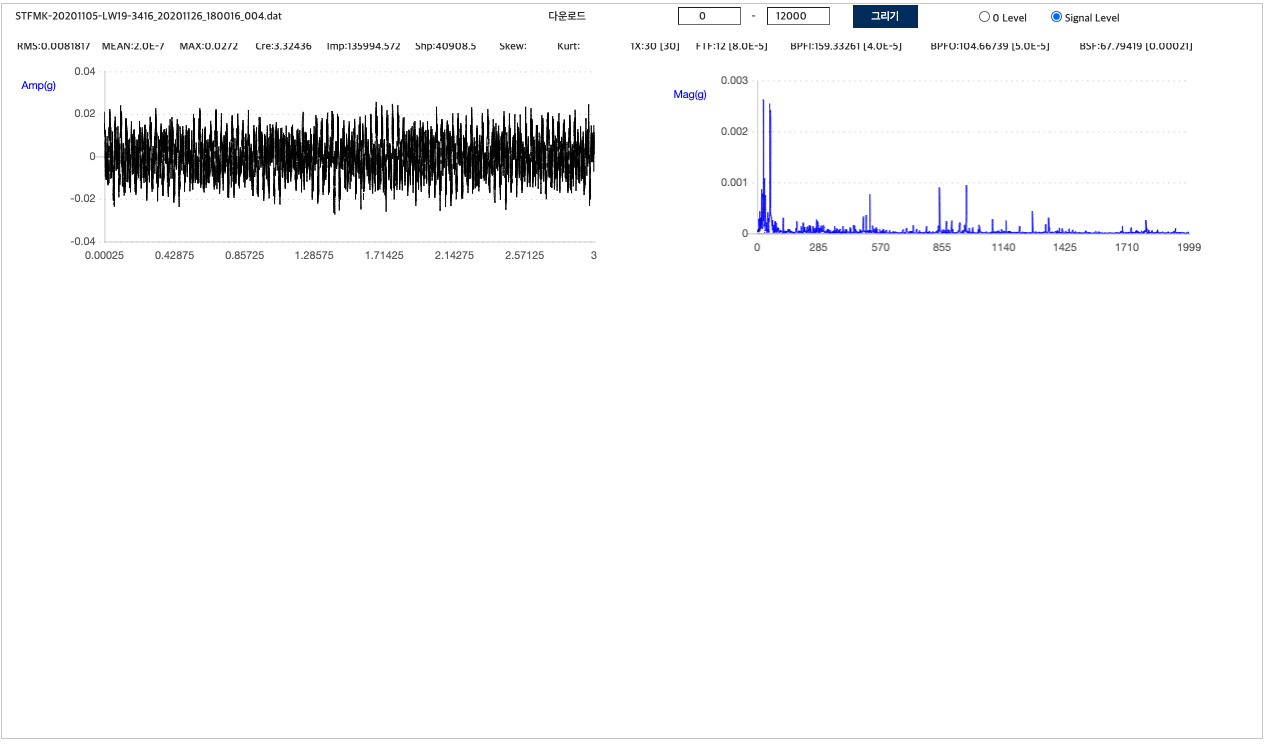 STFMK-20201105-LW19-3416_20201126_180016_004.dat 다운로드 0 - 12000 그리기 0 Level Signal Level
RMS:0.0081817 MEAN:2.0E-7 MAX:0.0272 Cre:3.32436 Imp:135994.572 Shp:40908.5 Skew: Kurt: 1X:30 [30] FTF:12 [8.0E-5] BPFI:159.33261 [4.0E-5] BPFO:104.66739 [5.0E-5] BSF:67.79419 [0.00021]
Amp(g)
0.04
0.02
0
-0.02
-0.04
0.00025 0.42875 0.85725 1.28575 1.71425 2.14275 2.57125 3
Mag(g)
0.003
0.002
0.001
0
0 285 570 855 1140 1425 1710 1999